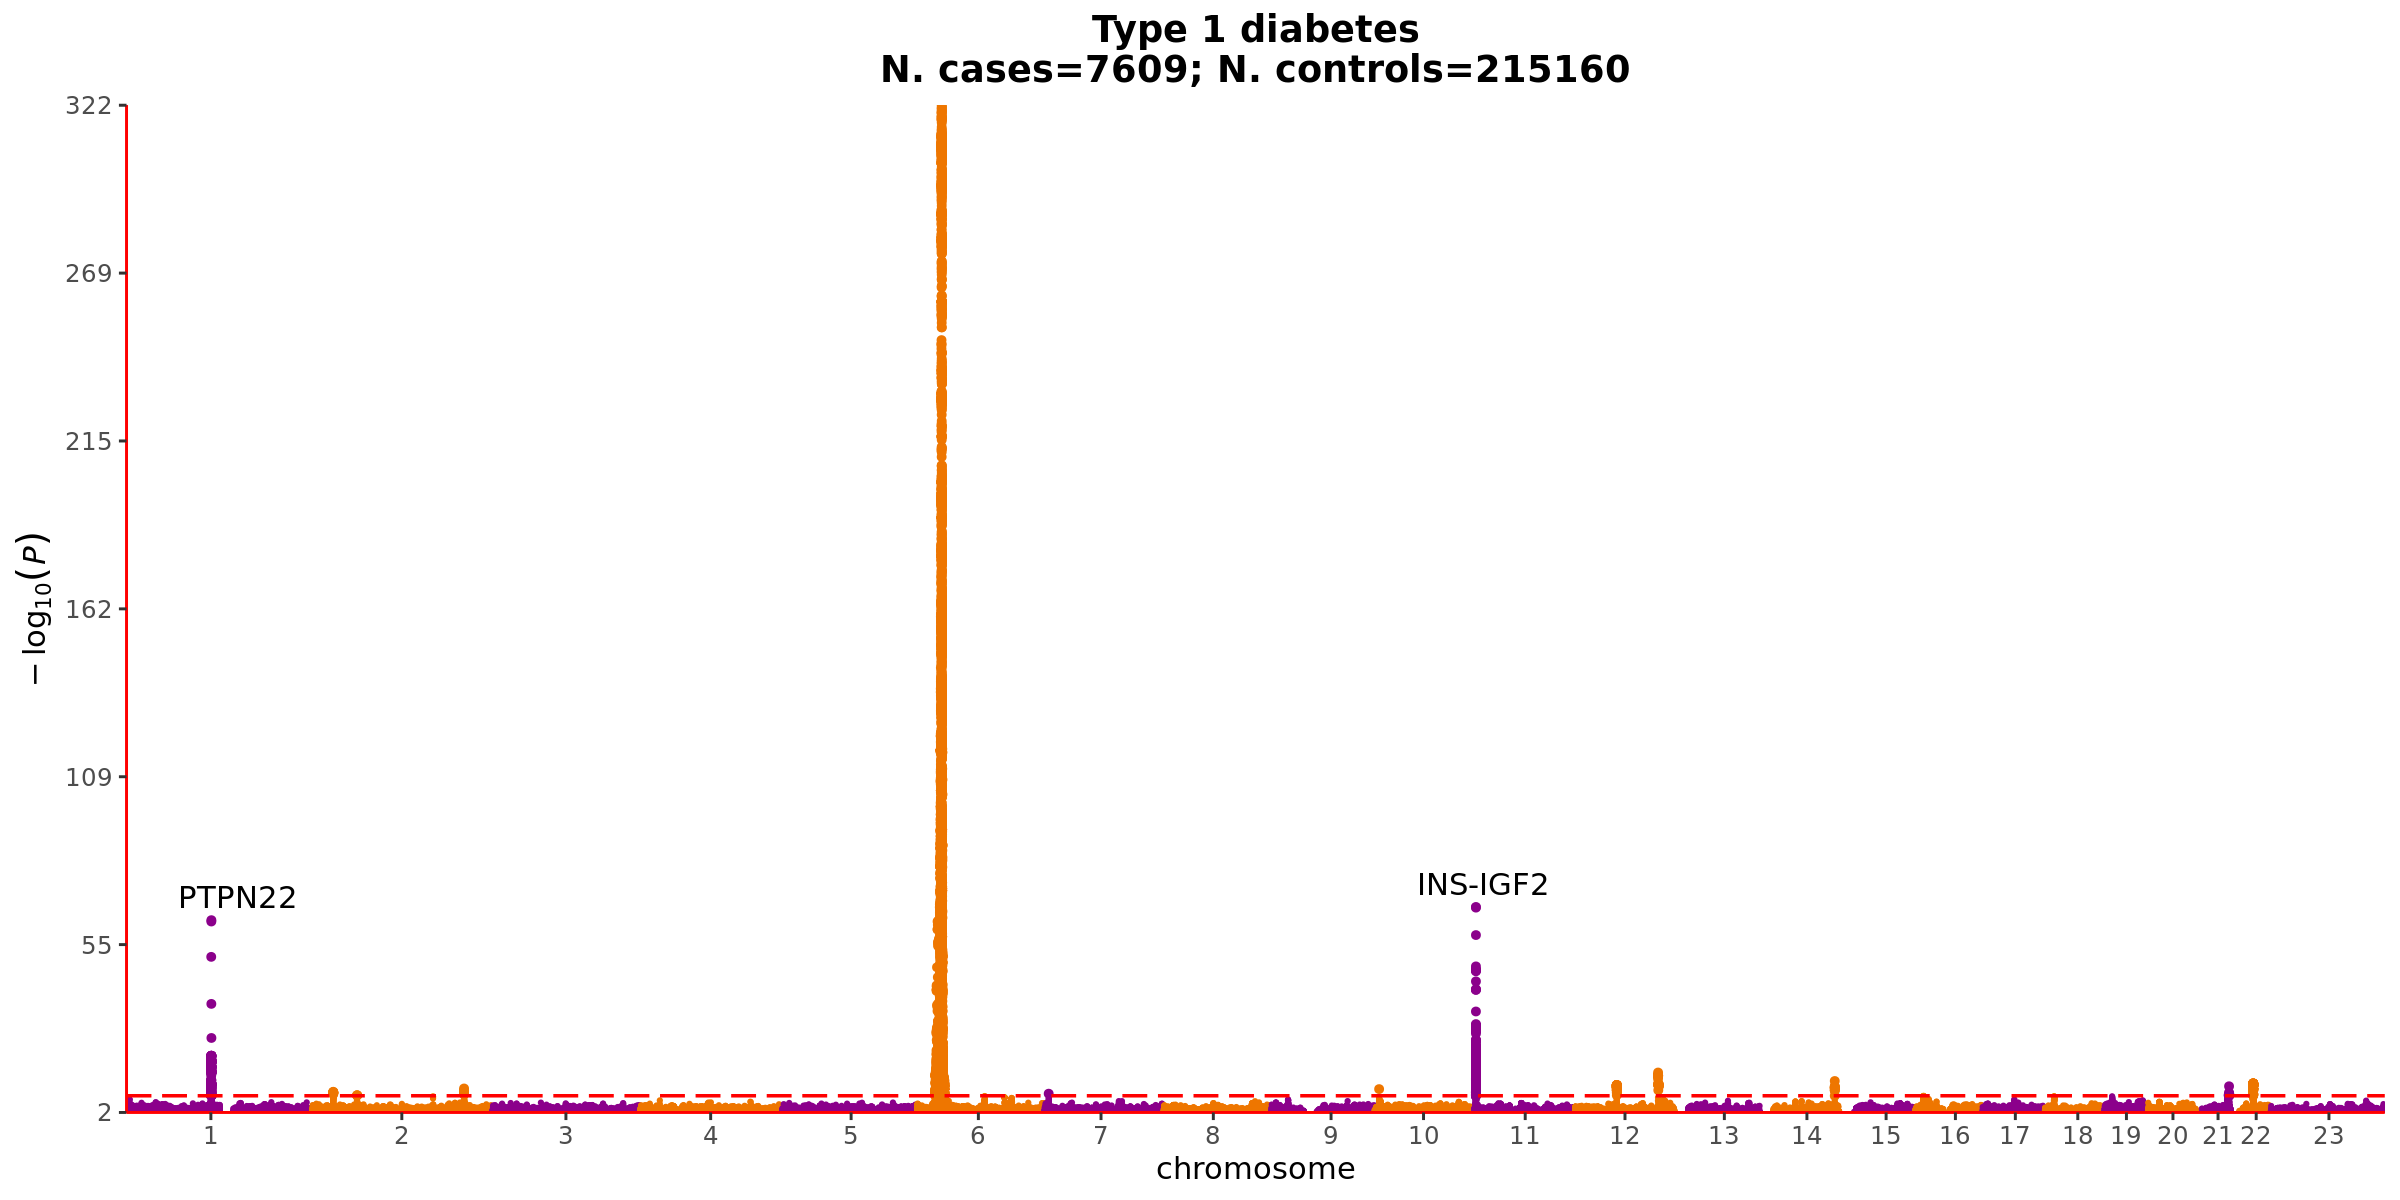 Type 1 diabetes
N. cases=7609; N. controls=215160
322
269
215
162
109
55
2
−log₁₀(P)
PTPN22
INS-IGF2
1 2 3 4 5 6 7 8 9 10 11 12 13 14 15 16 17 18 19 20 21 22 23
chromosome